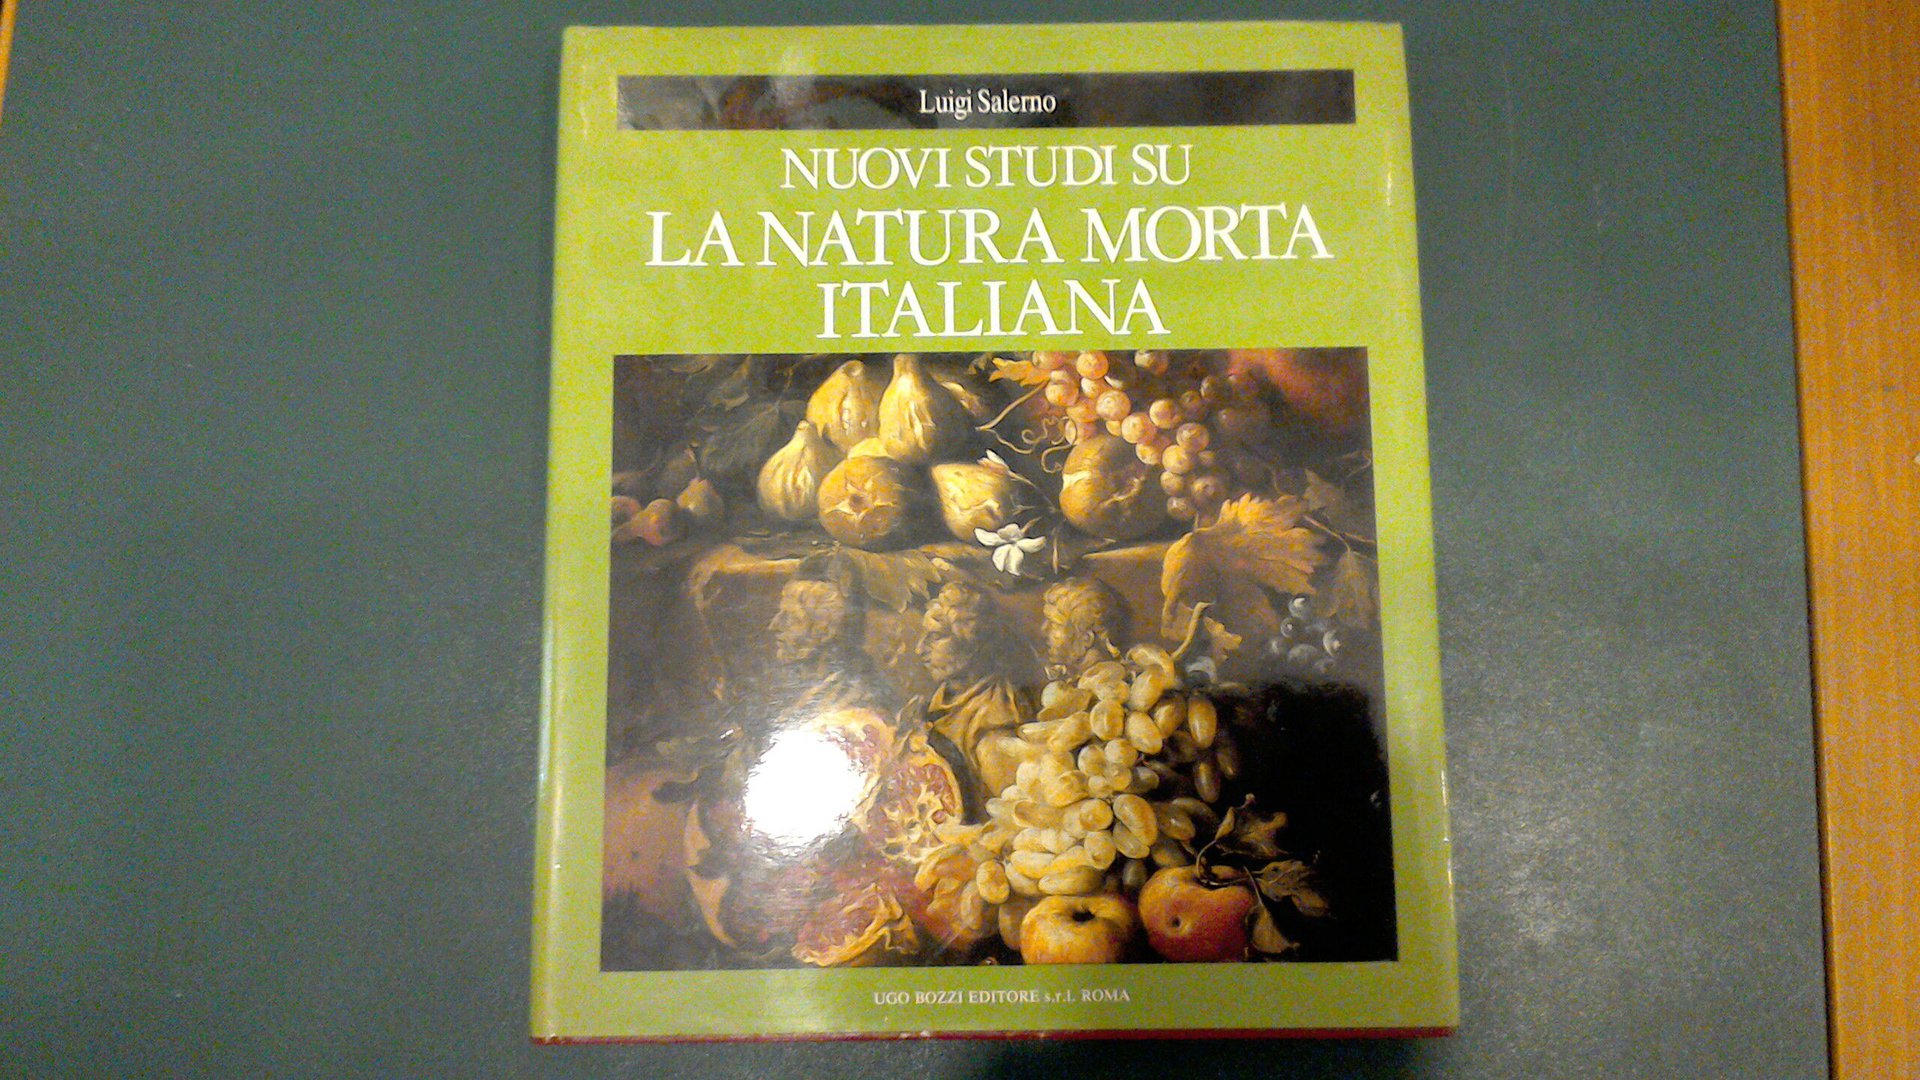 Luigi Salerno
NUOVI STUDI SU
LA NATURA MORTA
ITALIANA
UGO BOZZI EDITORE s.r.l. ROMA